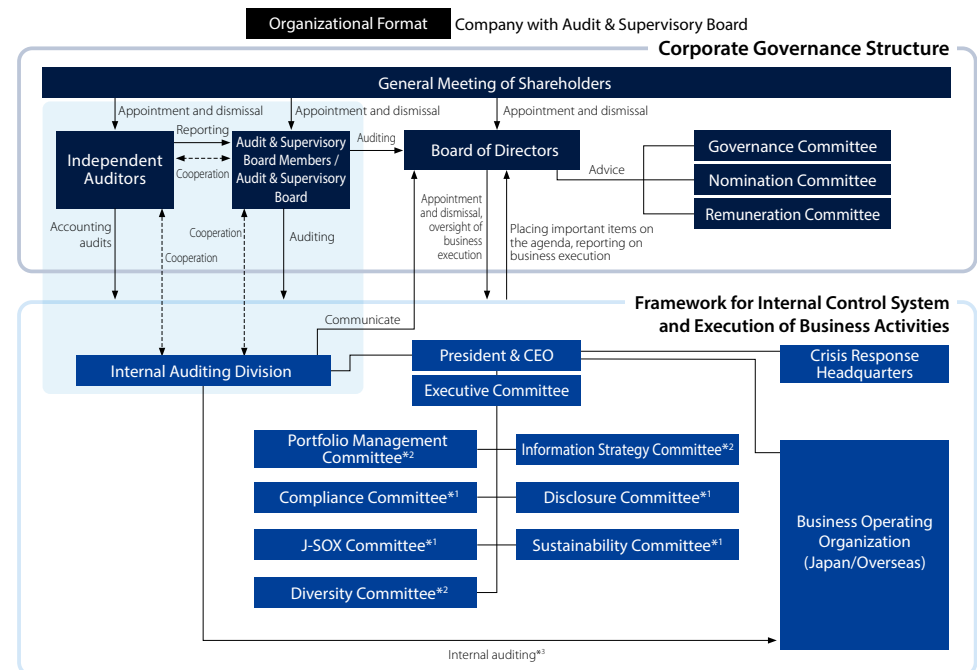 Organizational Format Company with Audit & Supervisory Board
Corporate Governance Structure
General Meeting of Shareholders
Appointment and dismissal
Appointment and dismissal
Appointment and dismissal
Independent
Auditors
Reporting
Cooperation
Audit & Supervisory
Board Members /
Audit & Supervisory
Board
Auditing
Board of Directors
Advice
Governance Committee
Nomination Committee
Remuneration Committee
Accounting
audits
Cooperation
Cooperation
Auditing
Appointment
and dismissal,
oversight of
business
execution
Placing important items on
the agenda, reporting on
business execution
Framework for Internal Control System
and Execution of Business Activities
Communicate
Internal Auditing Division
President & CEO
Executive Committee
Crisis Response
Headquarters
Portfolio Management
Committee*2
Information Strategy Committee*2
Compliance Committee*1
Disclosure Committee*1
J-SOX Committee*1
Sustainability Committee*1
Diversity Committee*2
Business Operating
Organization
(Japan/Overseas)
Internal auditing*3